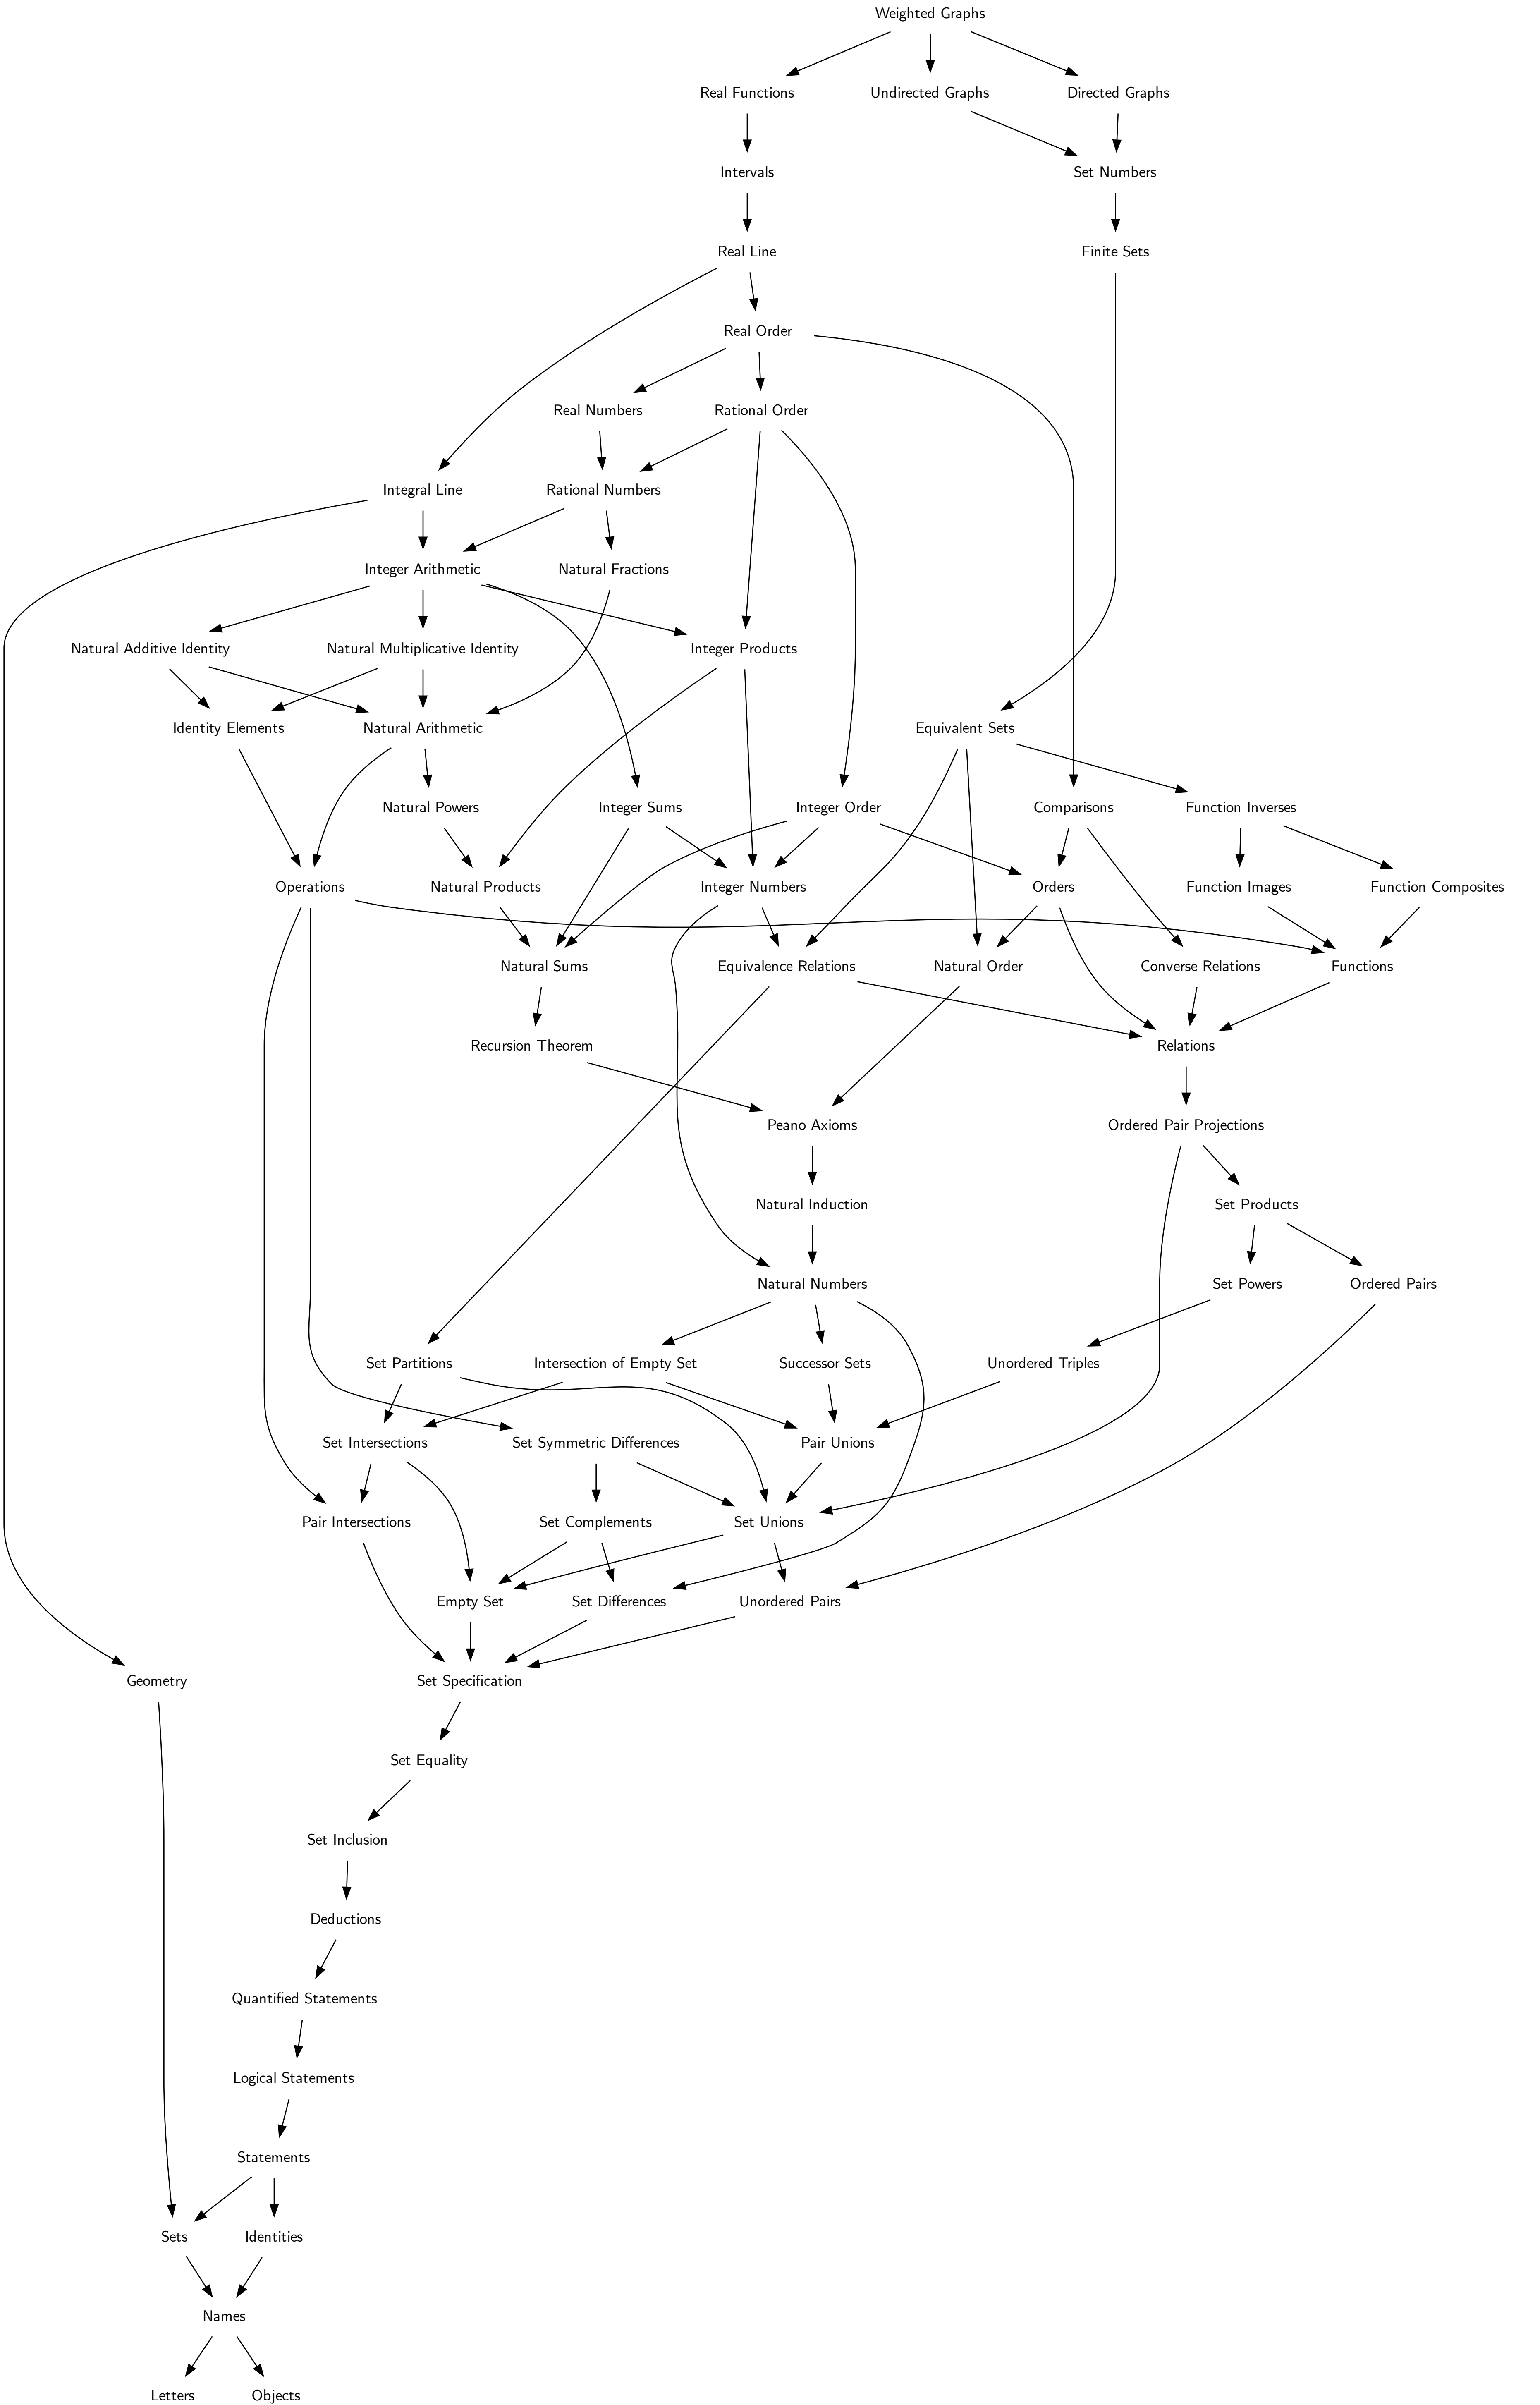 Weighted Graphs
Real Functions
Undirected Graphs
Directed Graphs
Intervals
Set Numbers
Real Line
Finite Sets
Real Order
Real Numbers
Rational Order
Integral Line
Rational Numbers
Integer Arithmetic
Natural Fractions
Natural Additive Identity
Natural Multiplicative Identity
Integer Products
Identity Elements
Natural Arithmetic
Equivalent Sets
Natural Powers
Integer Sums
Integer Order
Comparisons
Function Inverses
Operations
Natural Products
Integer Numbers
Orders
Function Images
Function Composites
Natural Sums
Equivalence Relations
Natural Order
Converse Relations
Functions
Recursion Theorem
Relations
Peano Axioms
Ordered Pair Projections
Natural Induction
Set Products
Natural Numbers
Set Powers
Ordered Pairs
Set Partitions
Intersection of Empty Set
Successor Sets
Unordered Triples
Set Intersections
Set Symmetric Differences
Pair Unions
Pair Intersections
Set Complements
Set Unions
Empty Set
Set Differences
Unordered Pairs
Geometry
Set Specification
Set Equality
Set Inclusion
Deductions
Quantified Statements
Logical Statements
Statements
Sets
Identities
Names
Letters
Objects